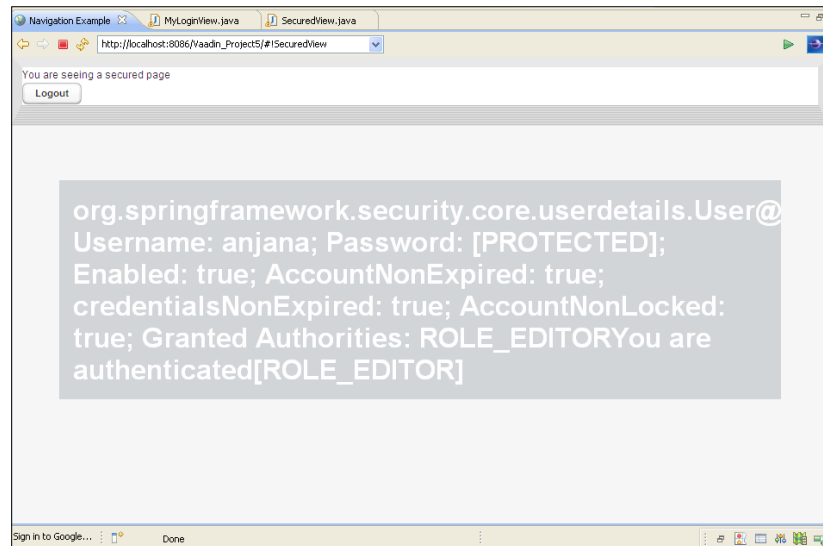 Navigation Example MyLoginView.java SecuredView.java
http://localhost:8086/Vaadin_Project5/#!SecuredView
You are seeing a secured page
Logout
org.springframework.security.core.userdetails.User@
Username: anjana; Password: [PROTECTED];
Enabled: true; AccountNonExpired: true;
credentialsNonExpired: true; AccountNonLocked:
true; Granted Authorities: ROLE_EDITORYou are
authenticated[ROLE_EDITOR]
Sign in to Google... Done